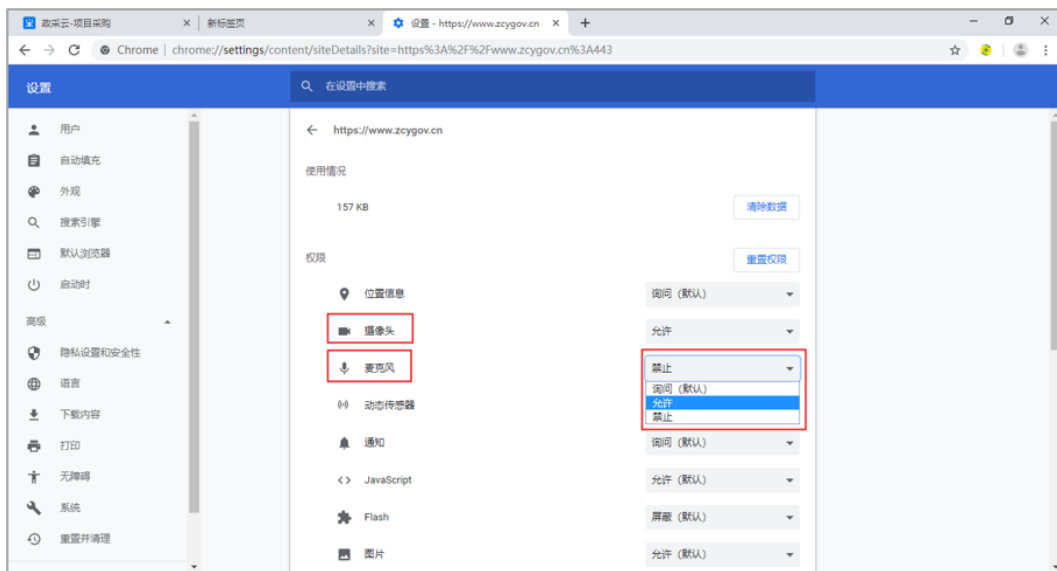 政采云-项目采购
新标签页
设置 - https://www.zcygov.cn
Chrome | chrome://settings/content/siteDetails?site=https%3A%2F%2Fwww.zcygov.cn%3A443
设置
在设置中搜索
用户
自动填充
外观
搜索引擎
默认浏览器
启动时
高级
隐私设置和安全性
语言
下载内容
打印
无障碍
系统
重置并清理
https://www.zcygov.cn
使用情况
157 KB
清除数据
权限
重置权限
位置信息
询问（默认）
摄像头
允许
麦克风
禁止
询问（默认）
允许
禁止
动态传感器
通知
询问（默认）
JavaScript
允许（默认）
Flash
屏蔽（默认）
图片
允许（默认）